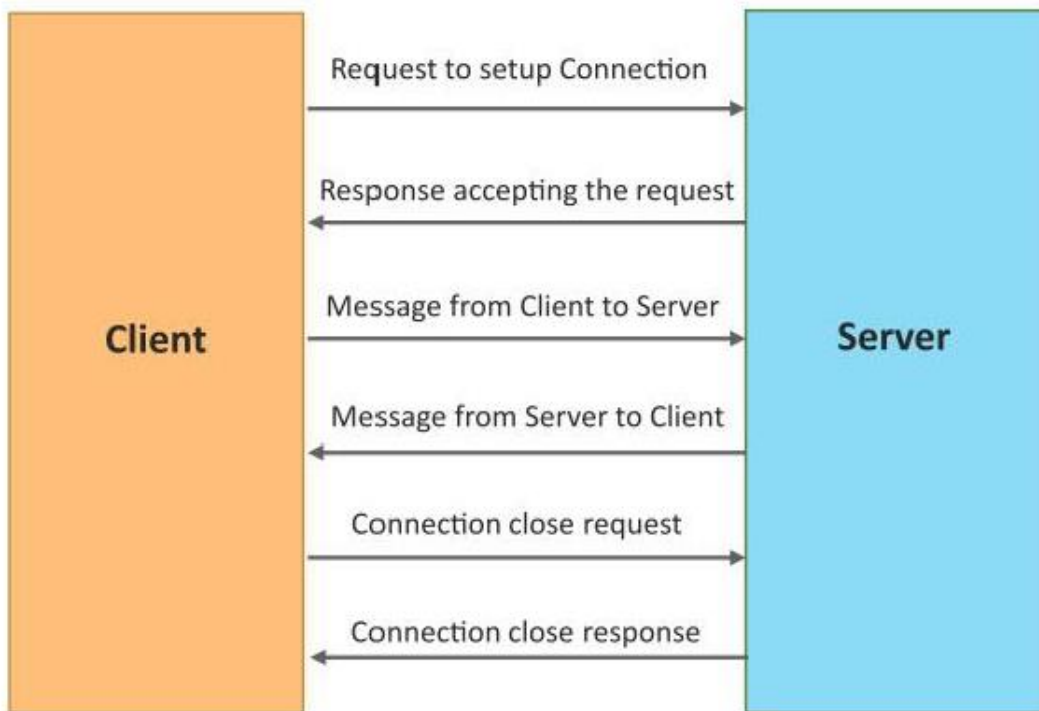 Request to setup Connection
Response accepting the request
Message from Client to Server
Client
Server
Message from Server to Client
Connection close request
Connection close response